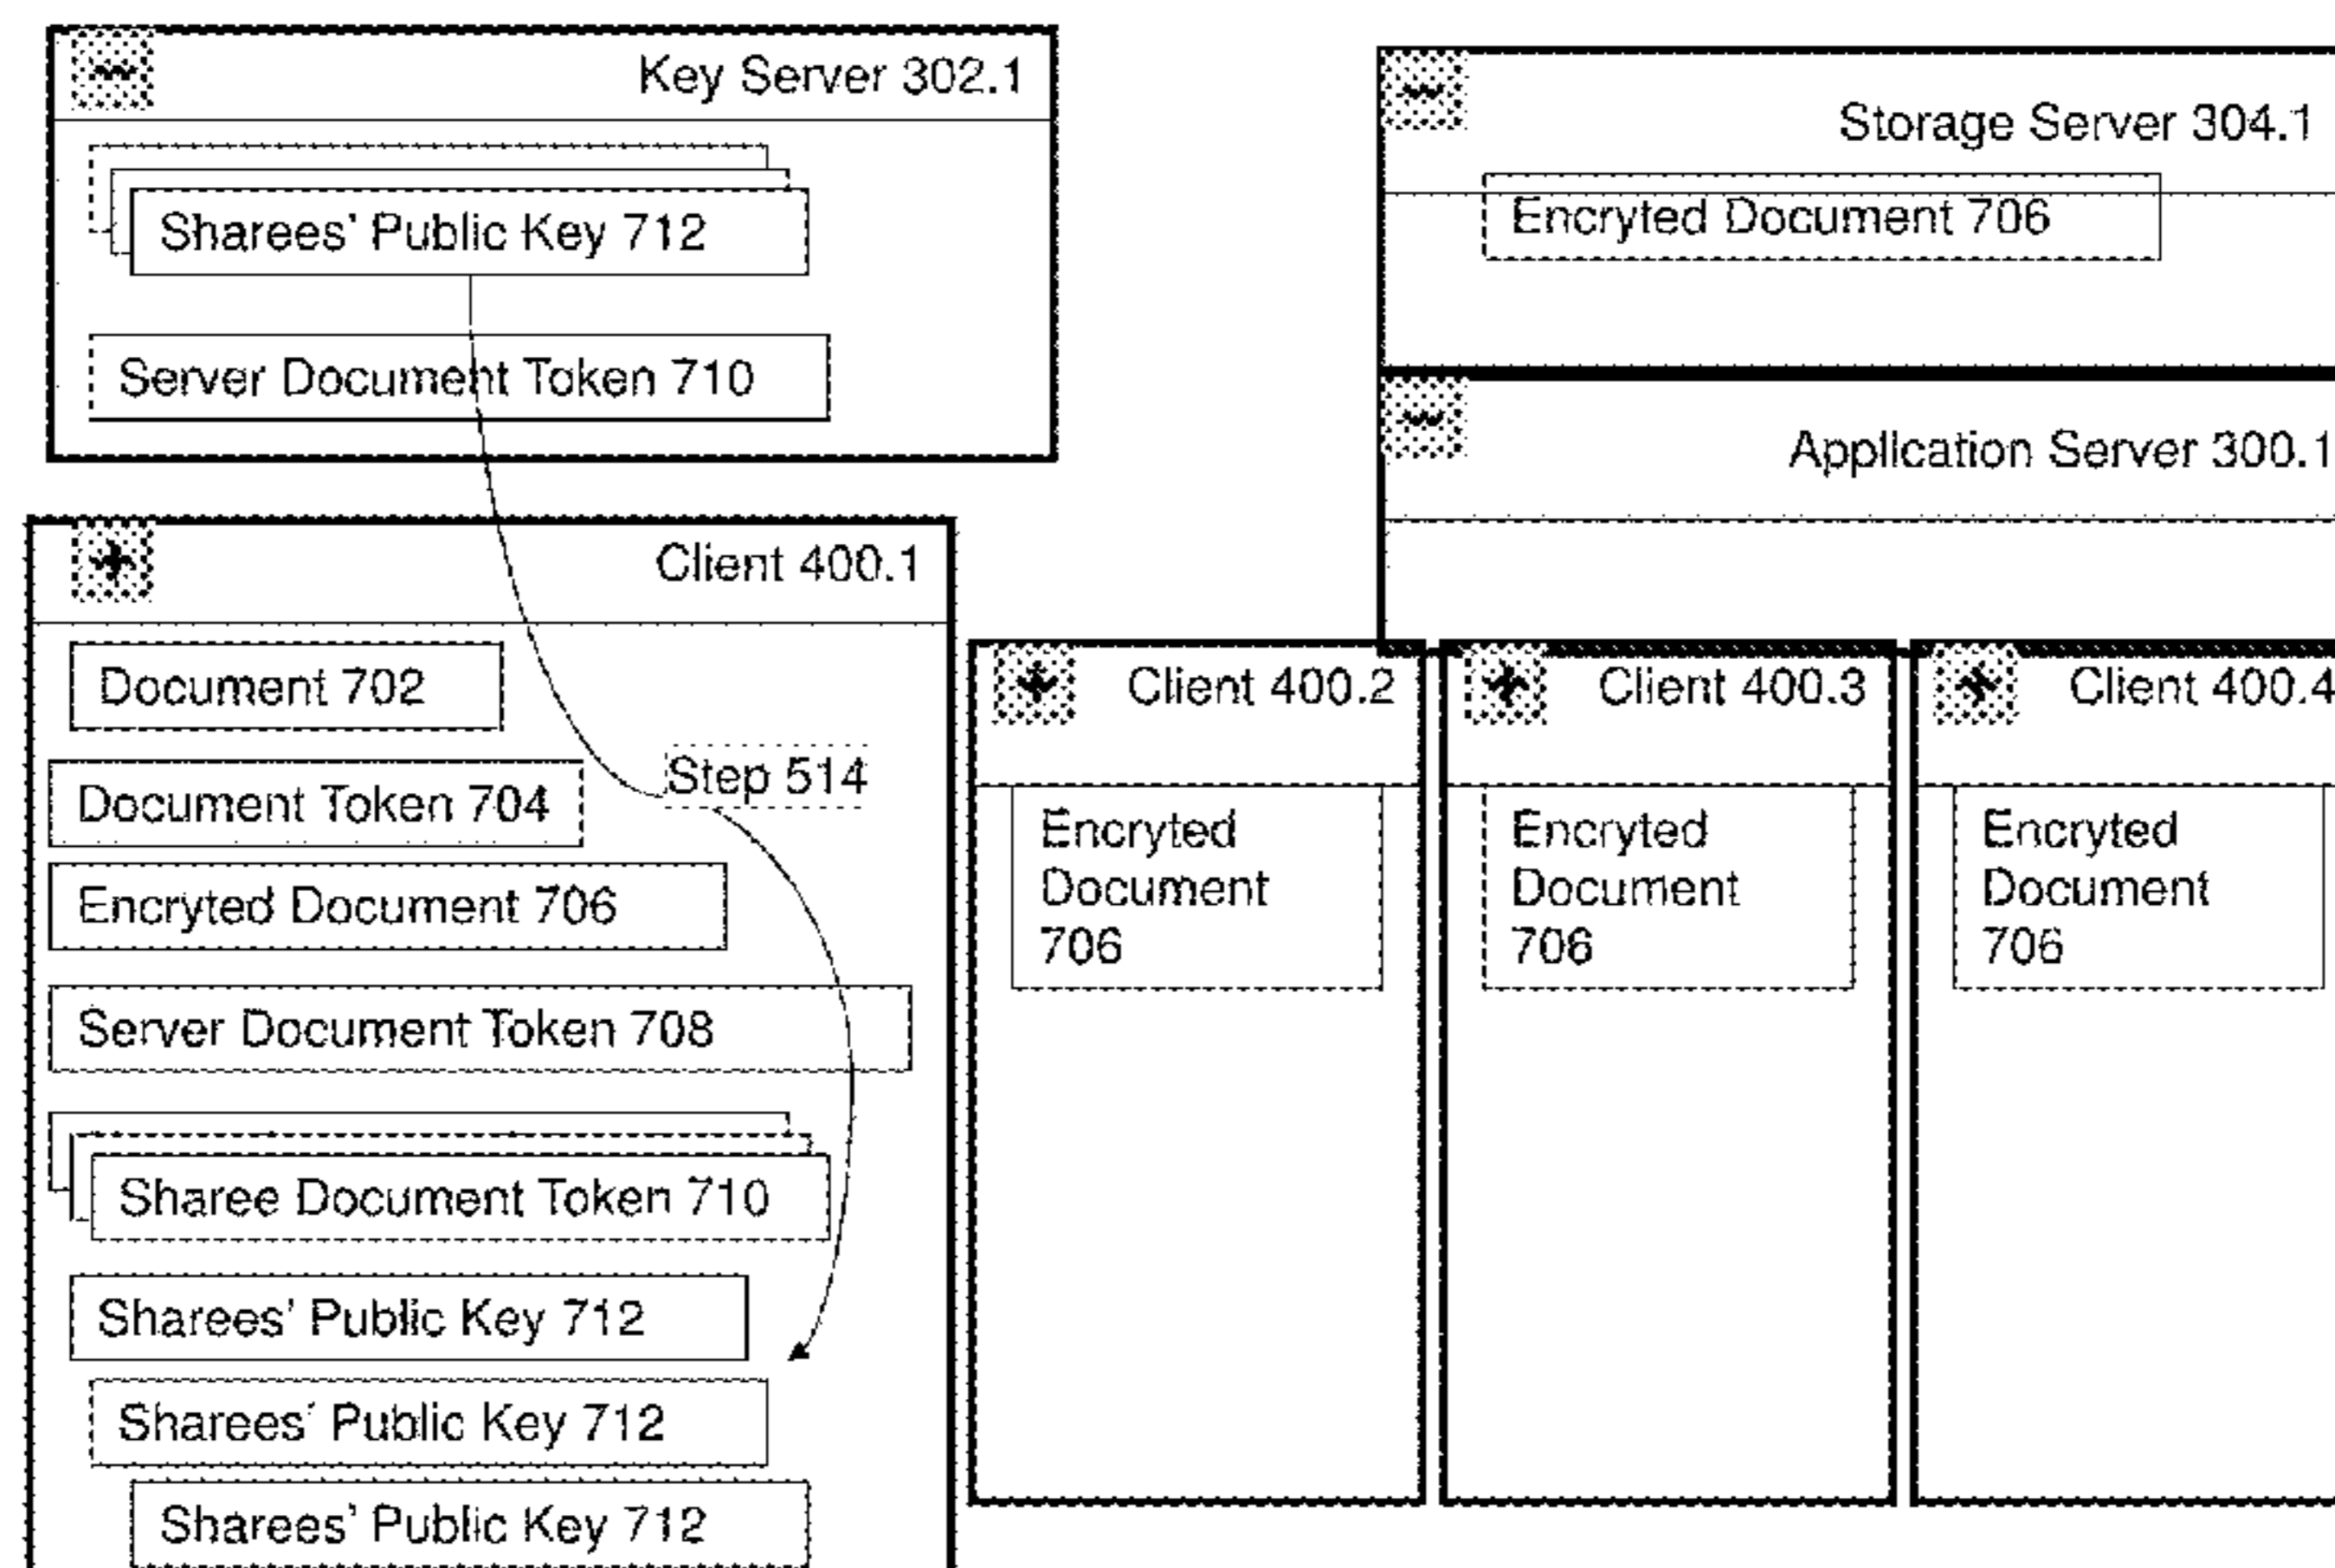 Key Server 302.1
Sharees' Public Key 712
Server Document Token 710
Storage Server 304.1
Encryted Document 706
Application Server 300.1
Client 400.1
Document 702
Step 514
Document Token 704
Encryted Document 706
Server Document Token 708
Sharee Document Token 710
Sharees' Public Key 712
Sharees' Public Key 712
Sharees' Public Key 712
Client 400.2
Encryted
Document
706
Client 400.3
Encryted
Document
706
Client 400.4
Encryted
Document
706